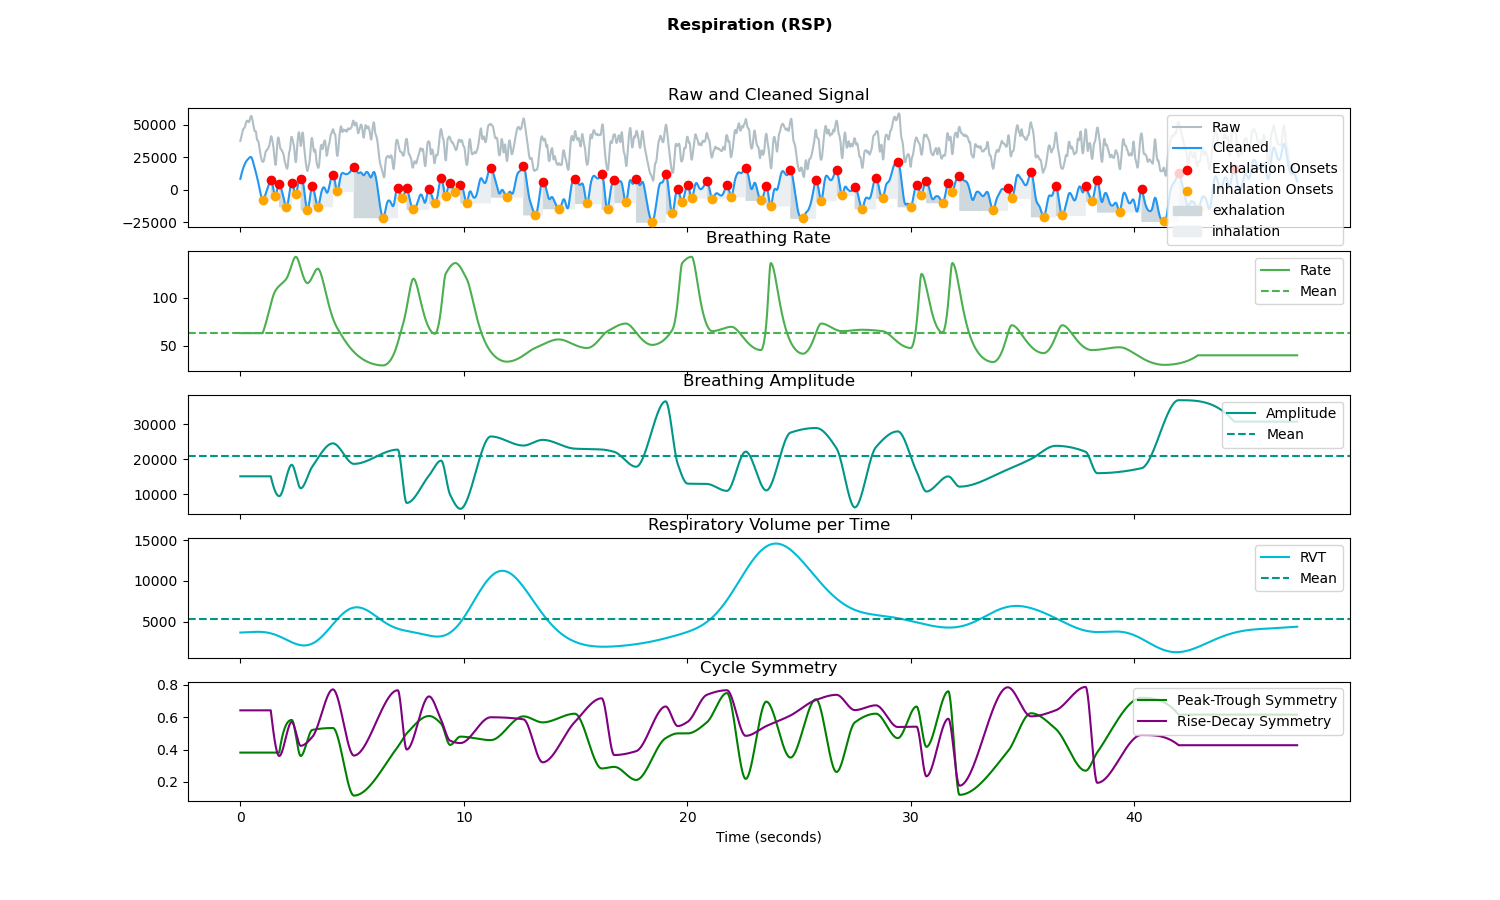 Respiration (RSP)
Raw and Cleaned Signal
50000
25000
0
−25000
Raw
Cleaned
Exhalation Onsets
Inhalation Onsets
exhalation
inhalation
Breathing Rate
100
50
Rate
Mean
Breathing Amplitude
30000
20000
10000
Amplitude
Mean
Respiratory Volume per Time
15000
10000
5000
RVT
Mean
Cycle Symmetry
0.8
0.6
0.4
0.2
Peak-Trough Symmetry
Rise-Decay Symmetry
0 10 20 30 40
Time (seconds)